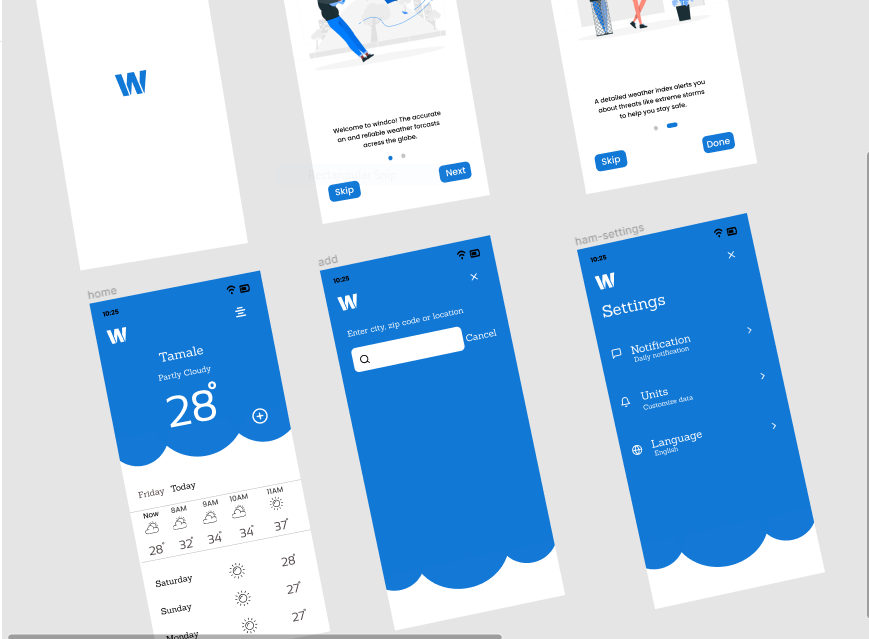 W
Welcome to windco! The accurate
an and reliable weather forcasts
across the globe.
Skip
Next
A detailed weather index alerts you
about threats like extreme storms
to help you stay safe.
Skip
Done
home
10:25
W
Tamale
Partly Cloudy
28°
Friday Today
Now 8AM 9AM 10AM 11AM
28° 32° 34° 34° 37°
Saturday 28°
Sunday 27°
Monday 27°
add
10:25
W
Enter city, zip code or location
Cancel
ham-settings
10:25
W
Settings
Notification
Daily notification
Units
Customize data
Language
English